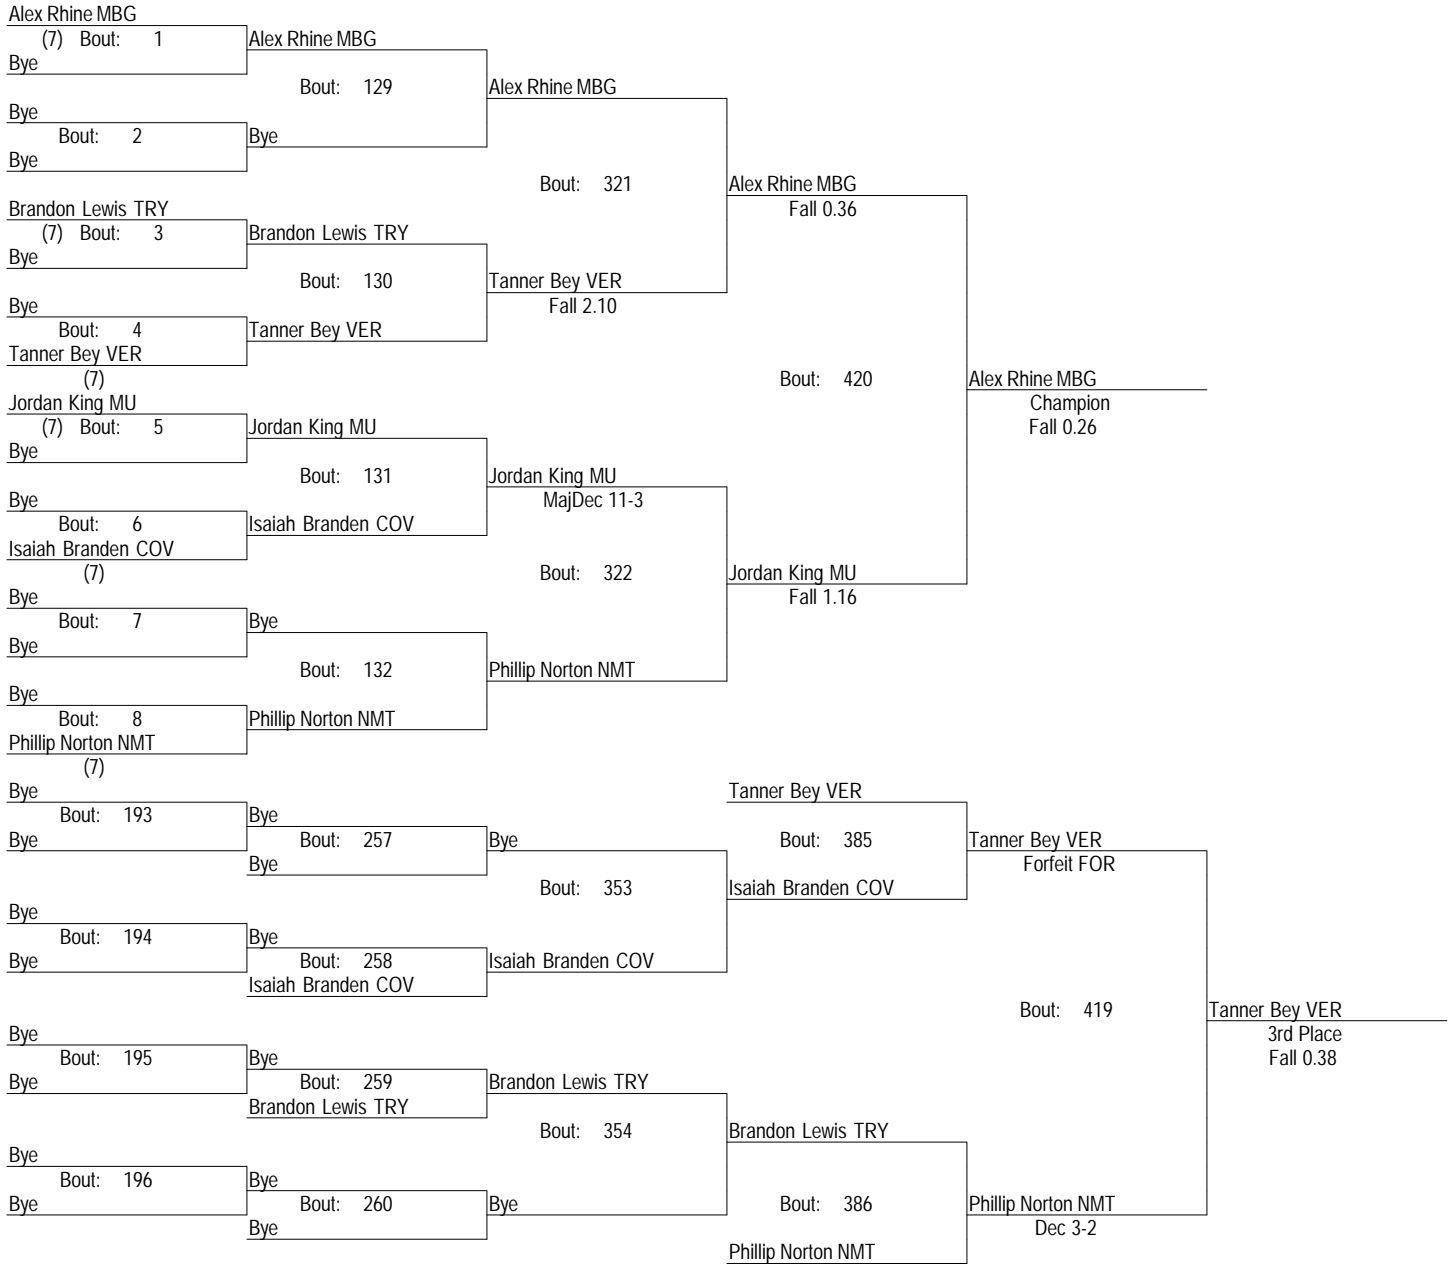 Alex Rhine MBG
(7) Bout: 1 Alex Rhine MBG
Bye
Bout: 129 Alex Rhine MBG
Bye
Bout: 2 Bye
Bye
Bout: 321 Alex Rhine MBG
Fall 0.36
Brandon Lewis TRY
(7) Bout: 3 Brandon Lewis TRY
Bye
Bout: 130 Tanner Bey VER
Fall 2.10
Bye
Bout: 4 Tanner Bey VER
Tanner Bey VER
(7)
Bout: 420 Alex Rhine MBG
Champion
Fall 0.26
Jordan King MU
(7) Bout: 5 Jordan King MU
Bye
Bout: 131 Jordan King MU
MajDec 11-3
Bye
Bout: 6 Isaiah Branden COV
Isaiah Branden COV
(7)
Bout: 322 Jordan King MU
Fall 1.16
Bye
Bout: 7 Bye
Bye
Bout: 132 Phillip Norton NMT
Bye
Bout: 8 Phillip Norton NMT
Phillip Norton NMT
(7)
Bye
Tanner Bey VER
Bout: 193 Bye
Bye
Bout: 257 Bye
Bye
Bout: 385 Tanner Bey VER
Forfeit FOR
Bout: 353 Isaiah Branden COV
Bye
Bout: 194 Bye
Bye
Bout: 258 Isaiah Branden COV
Isaiah Branden COV
Bout: 419 Tanner Bey VER
3rd Place
Fall 0.38
Bye
Bout: 195 Bye
Bye
Bout: 259 Brandon Lewis TRY
Brandon Lewis TRY
Bout: 354 Brandon Lewis TRY
Bye
Bout: 196 Bye
Bye
Bout: 260 Bye
Bye
Bout: 386 Phillip Norton NMT
Dec 3-2
Phillip Norton NMT